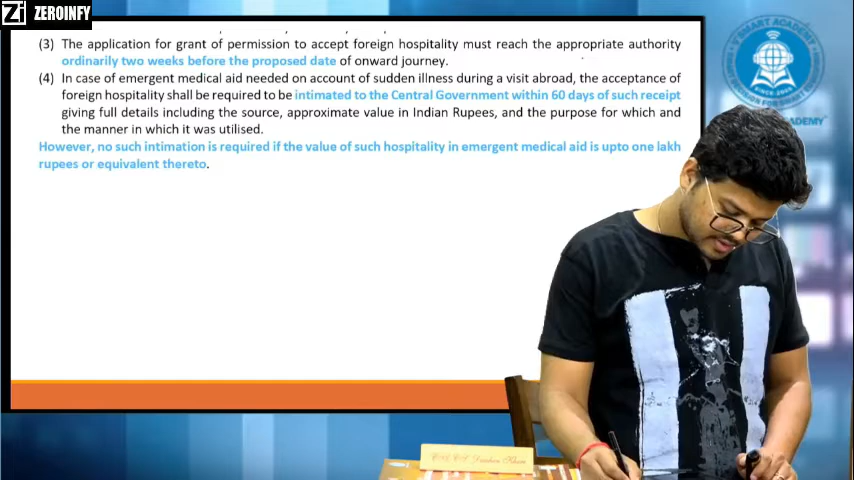 Zi ZEROINFY
(3) The application for grant of permission to accept foreign hospitality must reach the appropriate authority
ordinarily two weeks before the proposed date of onward journey.
(4) In case of emergent medical aid needed on account of sudden illness during a visit abroad, the acceptance of
foreign hospitality shall be required to be intimated to the Central Government within 60 days of such receipt
giving full details including the source, approximate value in Indian Rupees, and the purpose for which and
the manner in which it was utilised.
However, no such intimation is required if the value of such hospitality in emergent medical aid is upto one lakh
rupees or equivalent thereto.
V SMART ACADEMY
SINCE-2004